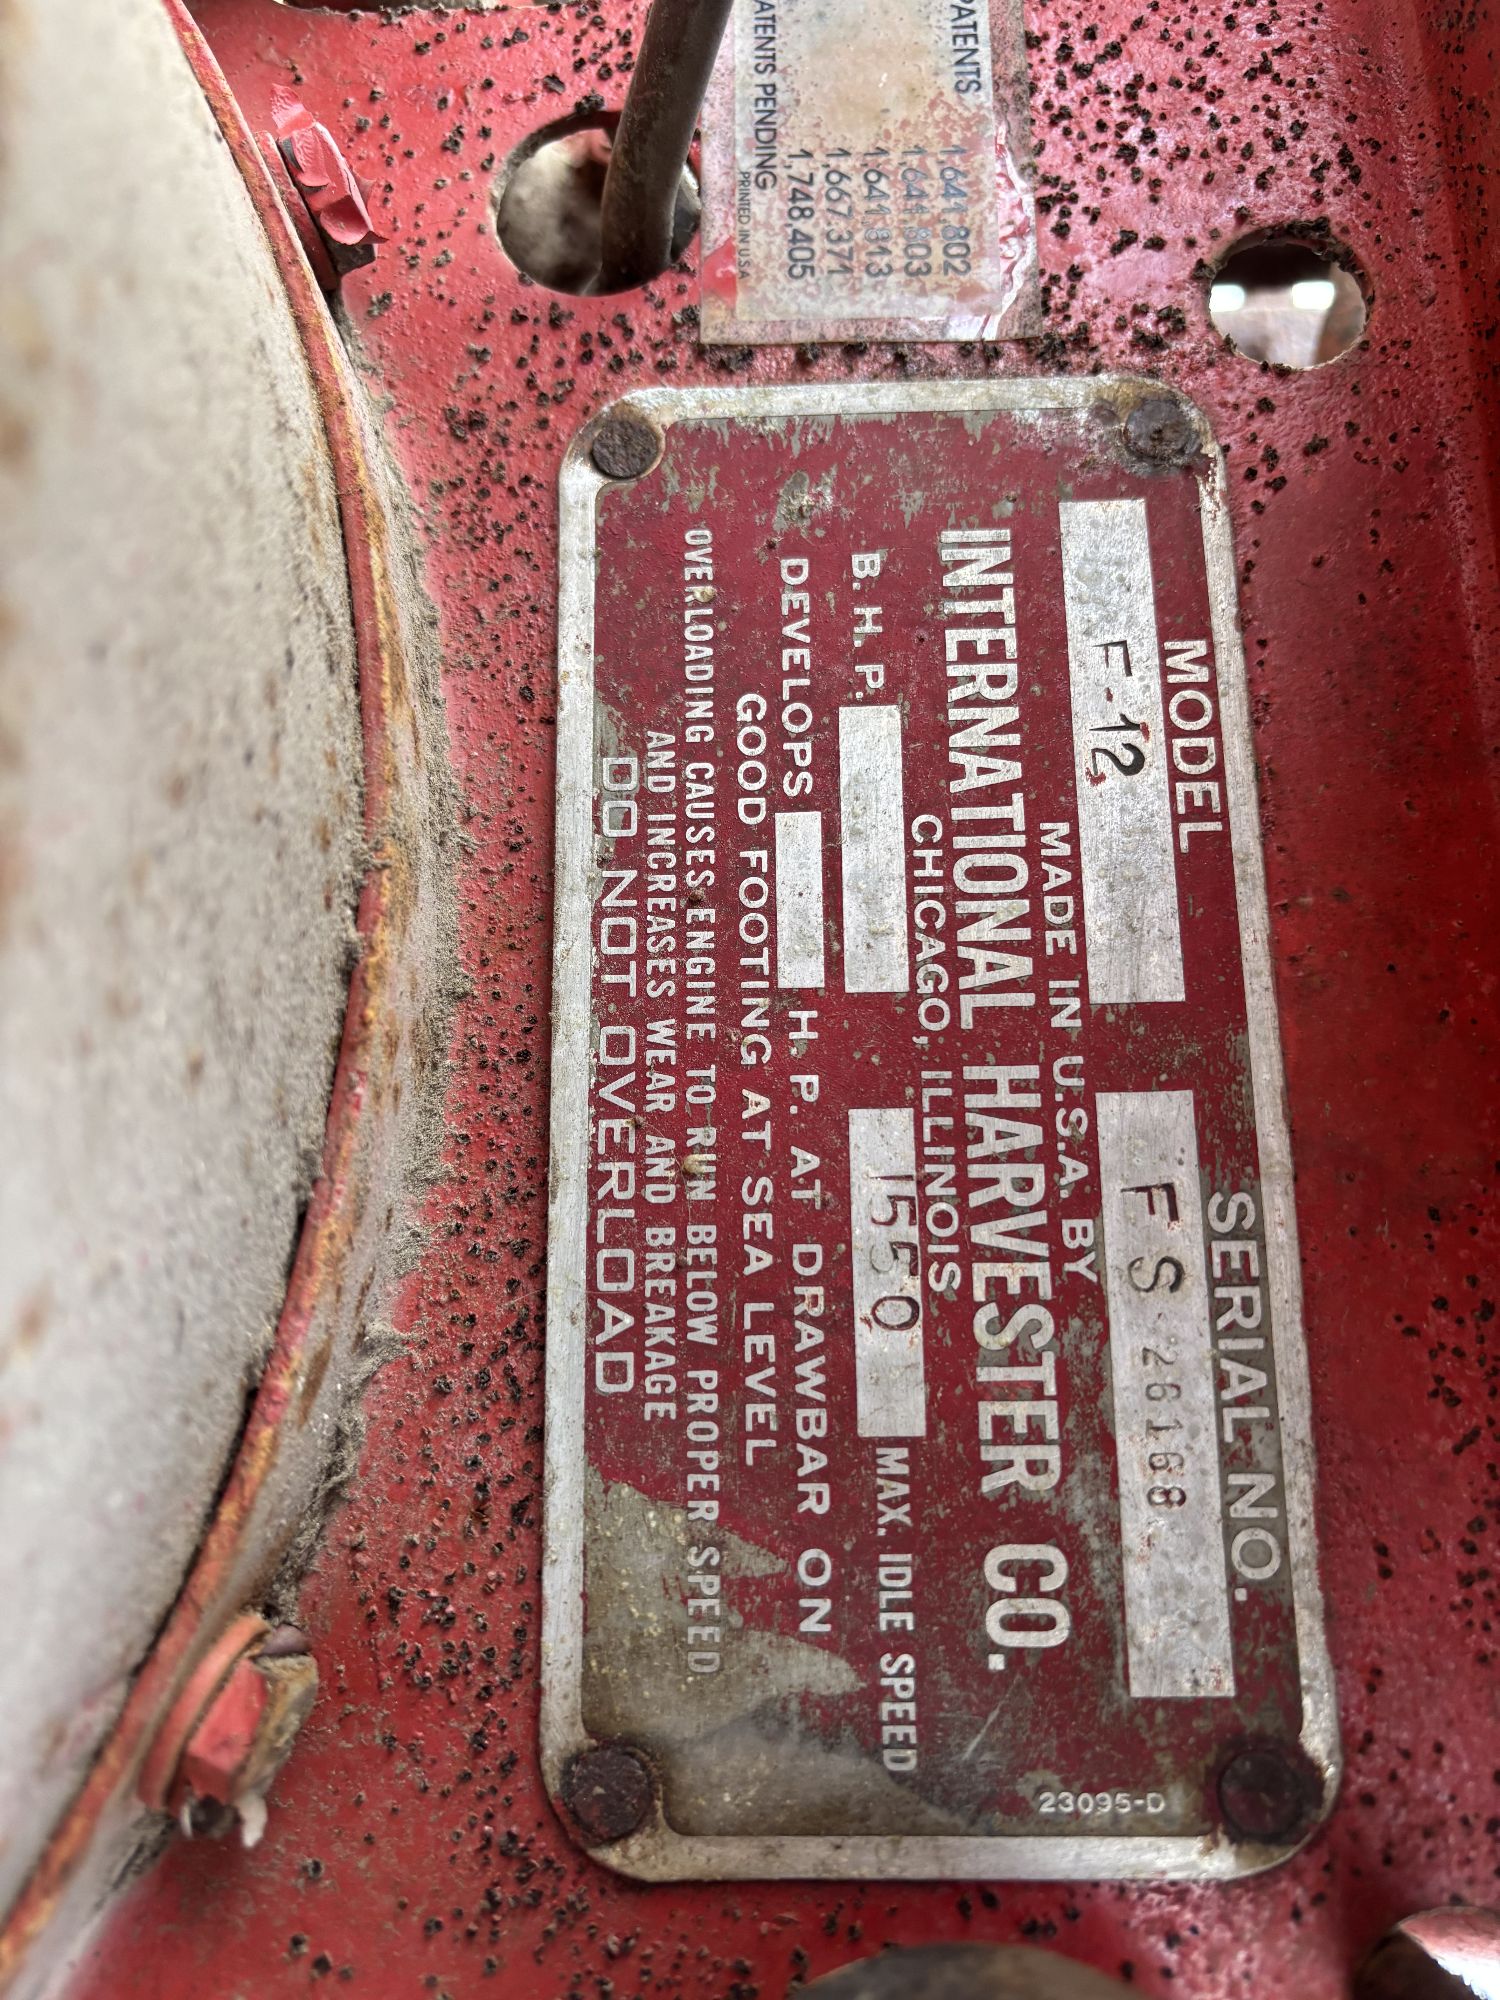 PATENTS 1,641,802
1,641,803
1,641,813
1,667,371
1,748,405
PATENTS PENDING
PRINTED IN U.S.A
MODEL SERIAL NO.
F-12 FS 26168
MADE IN U.S.A. BY
INTERNATIONAL HARVESTER CO.
CHICAGO, ILLINOIS
B.H.P. 1550 MAX. IDLE SPEED
DEVELOPS H.P. AT DRAWBAR ON
GOOD FOOTING AT SEA LEVEL
OVERLOADING CAUSES ENGINE TO RUN BELOW PROPER SPEED
AND INCREASES WEAR AND BREAKAGE
DO NOT OVERLOAD
23095-D